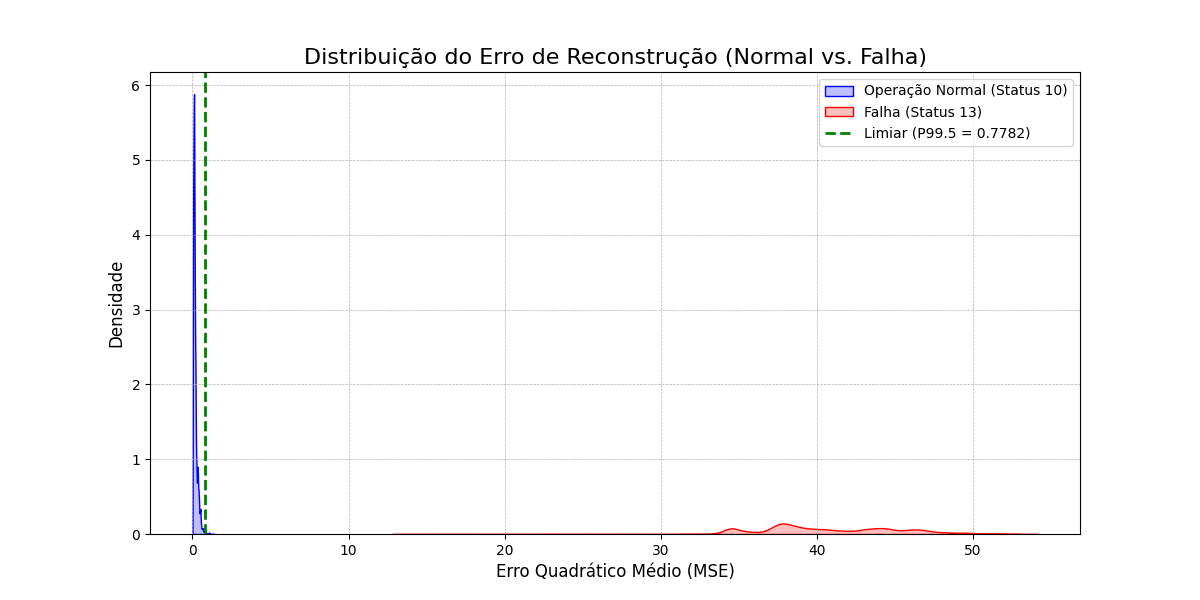 Distribuição do Erro de Reconstrução (Normal vs. Falha)
Operação Normal (Status 10)
Falha (Status 13)
Limiar (P99.5 = 0.7782)
Densidade
6
5
4
3
2
1
0
0 10 20 30 40 50
Erro Quadrático Médio (MSE)